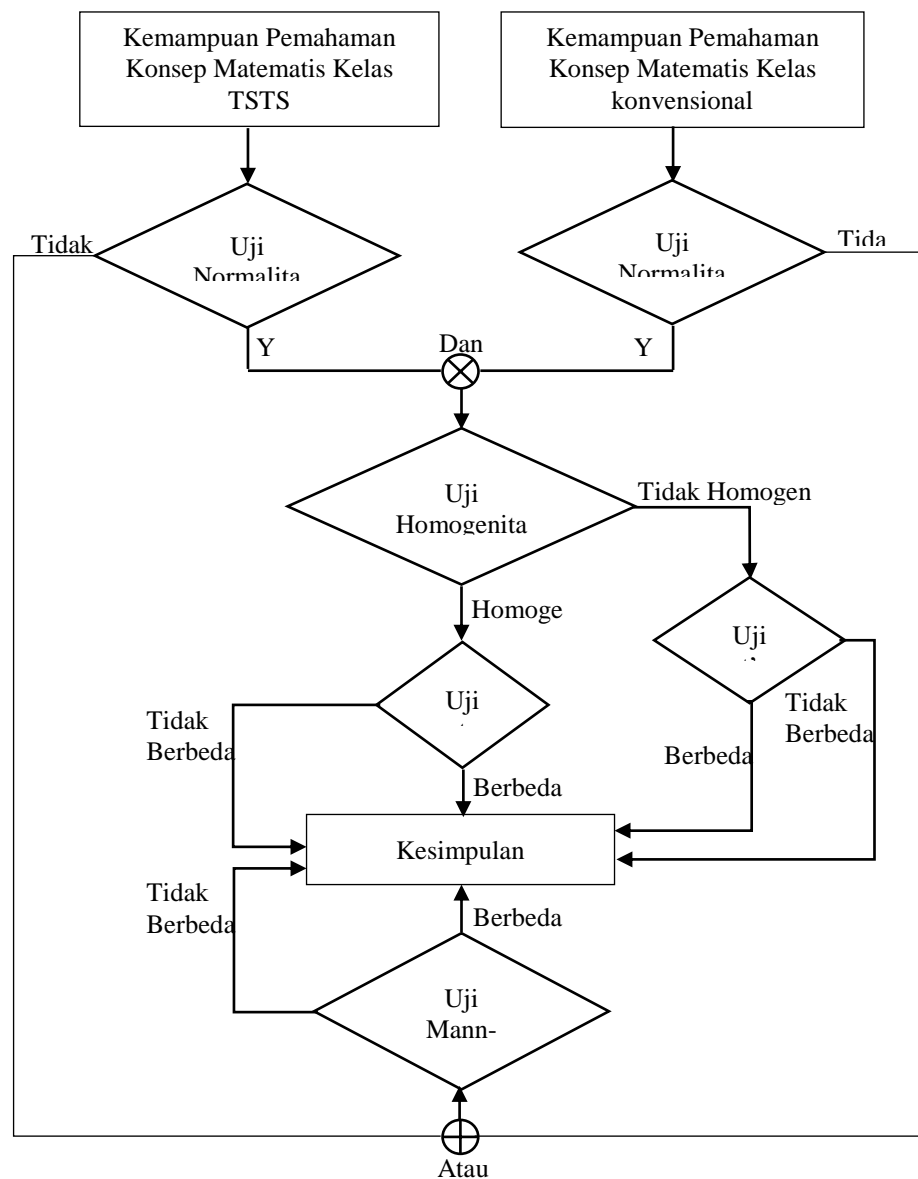 Kemampuan Pemahaman
Konsep Matematis Kelas
TSTS
Kemampuan Pemahaman
Konsep Matematis Kelas
konvensional
Tidak
Uji
Normalita
Uji
Normalita
Tida
Y
Dan
Y
Uji
Homogenita
Tidak Homogen
Homoge
Uji
Uji
Tidak
Berbeda
Tidak
Berbeda
Berbeda
Berbeda
Kesimpulan
Tidak
Berbeda
Berbeda
Uji
Mann-
Atau